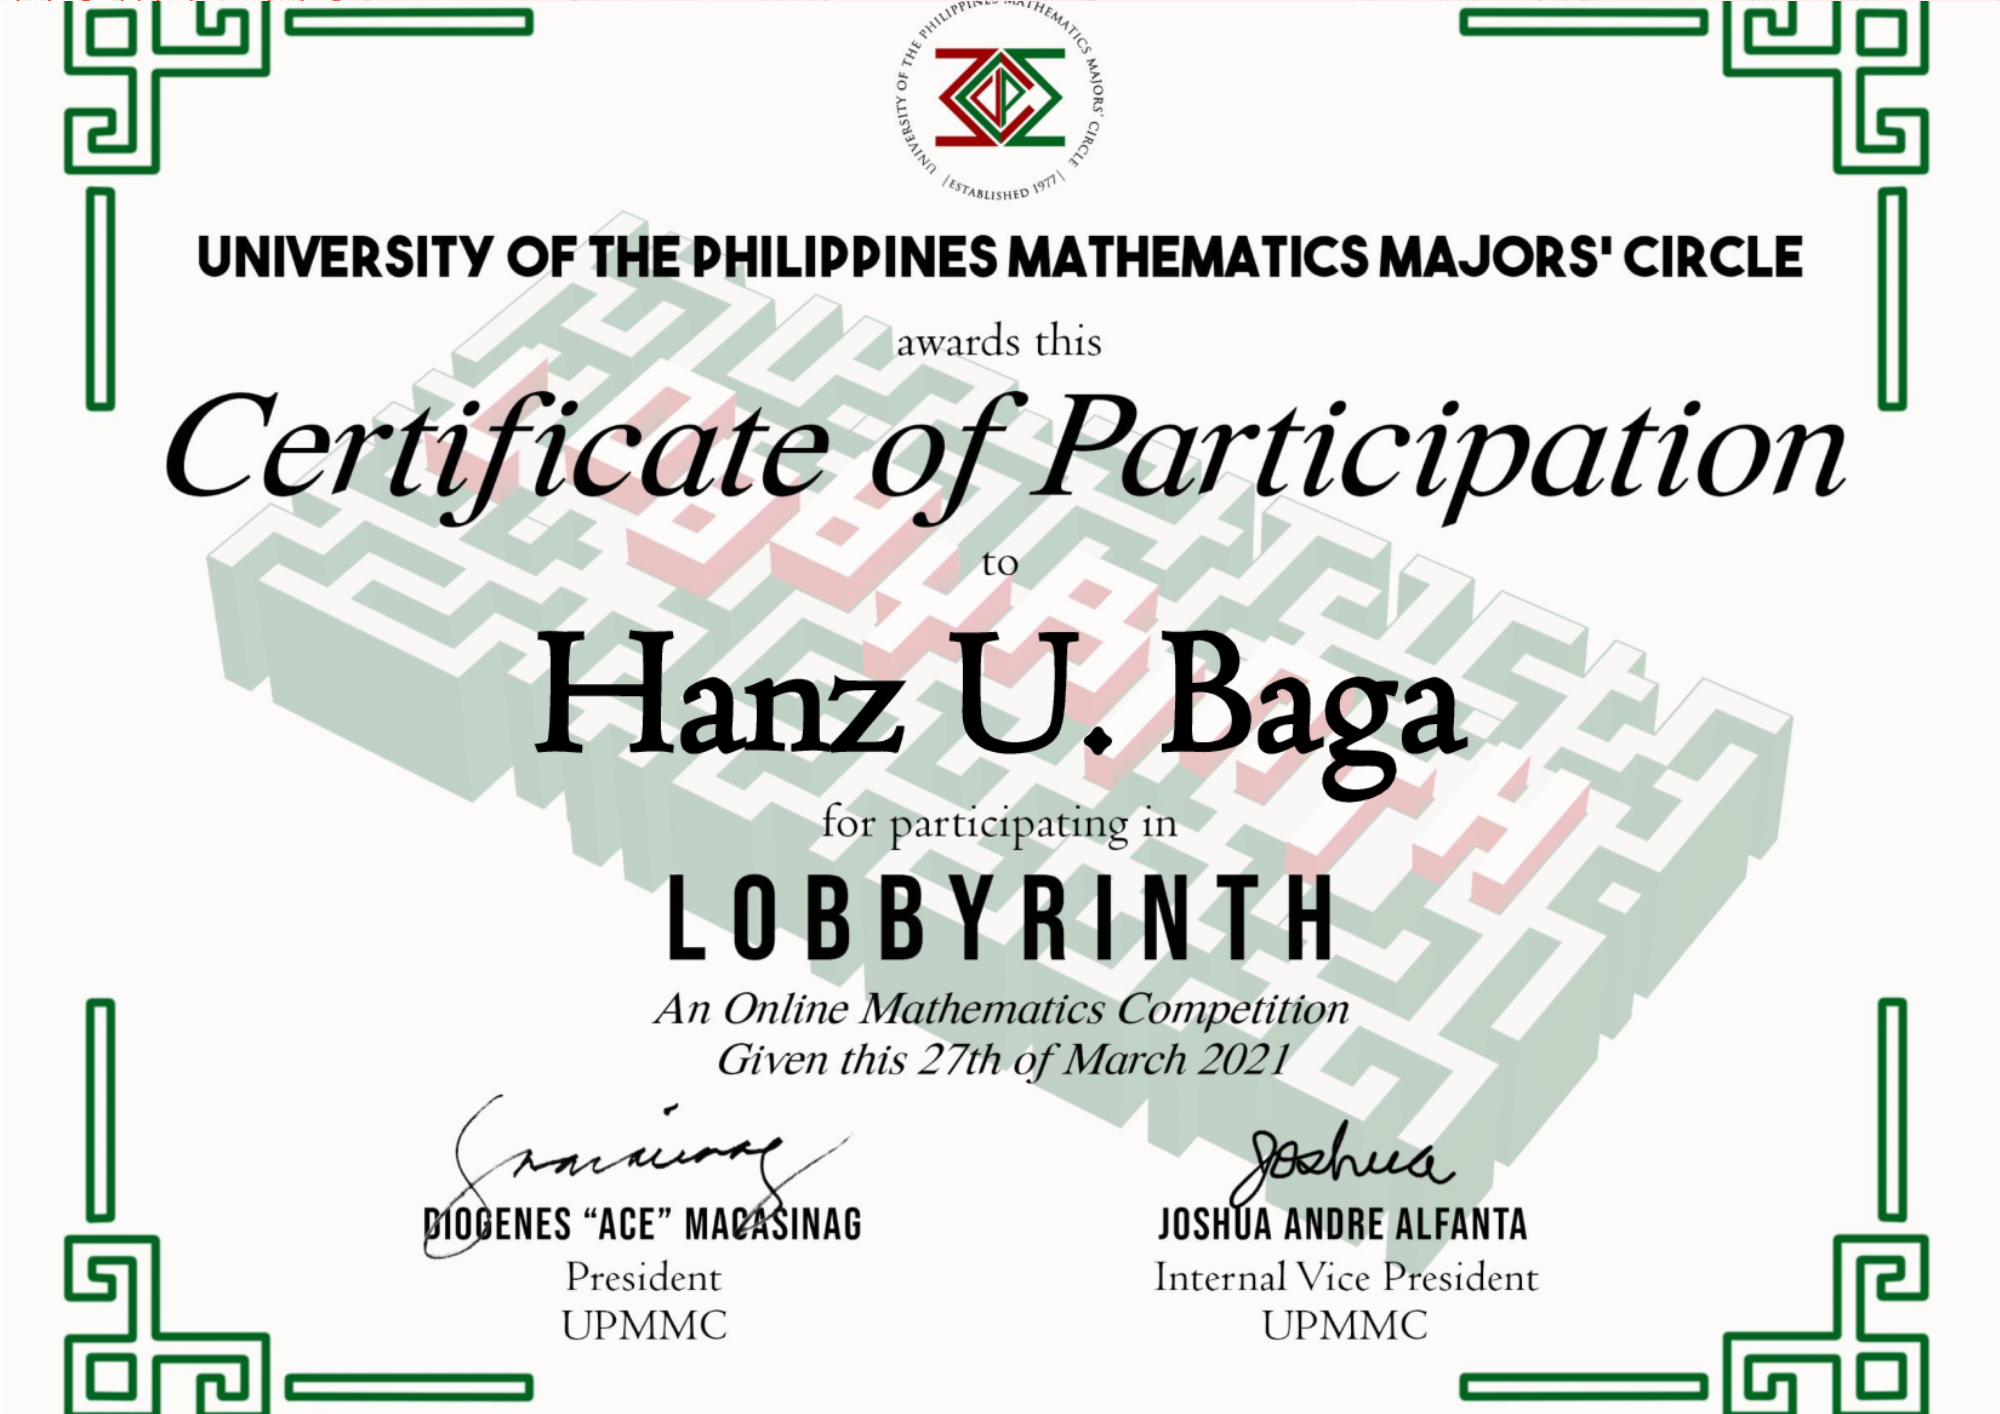 UNIVERSITY OF THE PHILIPPINES MATHEMATICS MAJORS' CIRCLE
|ESTABLISHED 1977|
UNIVERSITY OF THE PHILIPPINES MATHEMATICS MAJORS' CIRCLE
awards this
Certificate of Participation
to
Hanz U. Baga
for participating in
LOBBYRINTH
An Online Mathematics Competition
Given this 27th of March 2021
Joshua
DIOGENES “ACE” MACASINAG
JOSHUA ANDRE ALFANTA
President
Internal Vice President
UPMMC
UPMMC
LOBBYRINTH